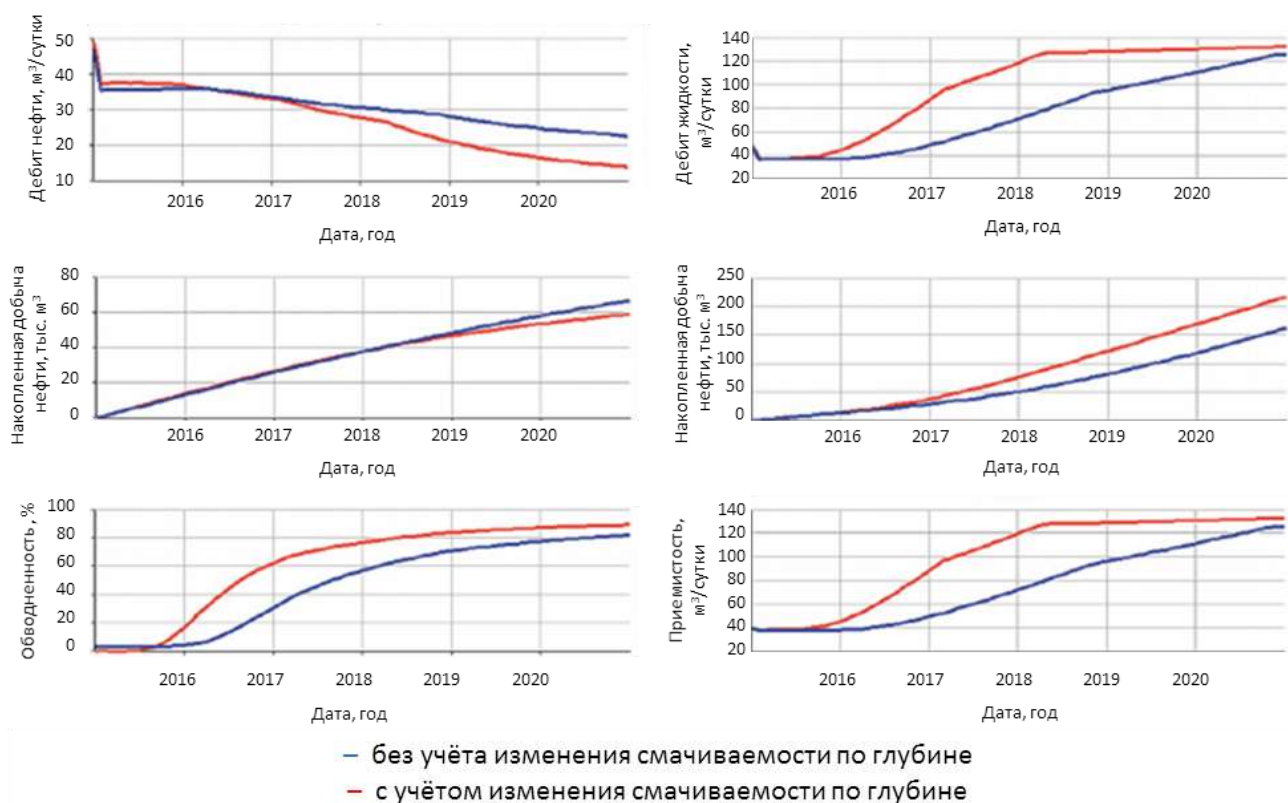 Дебит нефти, м³/сутки
50
40
30
20
10
2016 2017 2018 2019 2020
Дата, год
Дебит жидкости,
м³/сутки
140
120
100
80
60
40
20
2016 2017 2018 2019 2020
Дата, год
Накопленная добыча
нефти, тыс. м³
80
60
40
20
0
2016 2017 2018 2019 2020
Дата, год
Накопленная добыча
нефти, тыс. м³
250
200
150
100
50
0
2016 2017 2018 2019 2020
Дата, год
Обводненность, %
100
80
60
40
20
0
2016 2017 2018 2019 2020
Дата, год
Приемистость,
м³/сутки
140
120
100
80
60
40
20
2016 2017 2018 2019 2020
Дата, год
– без учёта изменения смачиваемости по глубине
– с учётом изменения смачиваемости по глубине